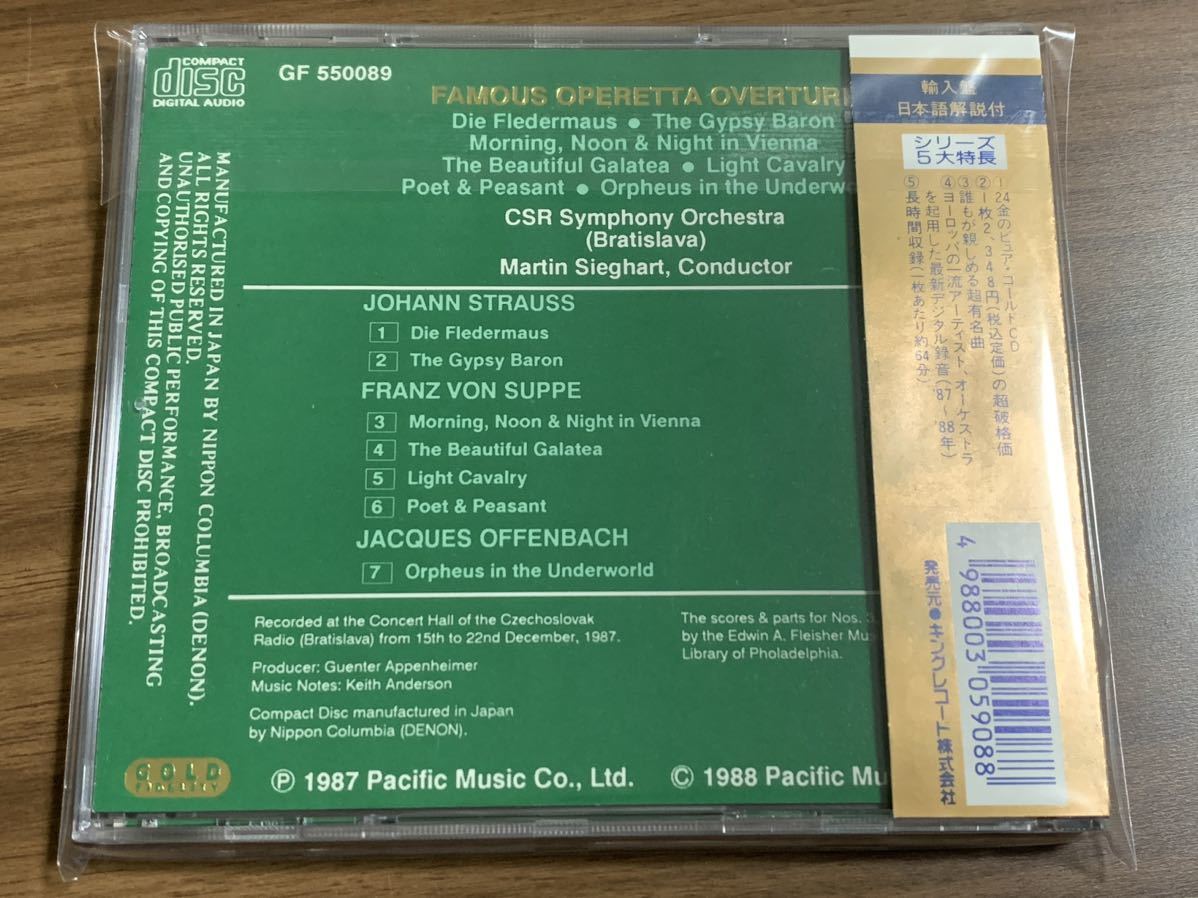 COMPACT
disc
DIGITAL AUDIO
GF 550089
FAMOUS OPERETTA
Die Fledermaus • The Gypsy Baron
Morning, Noon & Night in Vienna
The Beautiful Galatea • Light Cavalry
Poet & Peasant • Orpheus in the
CSR Symphony Orchestra
(Bratislava)
Martin Sieghart, Conductor
JOHANN STRAUSS
1 Die Fledermaus
2 The Gypsy Baron
FRANZ VON SUPPE
3 Morning, Noon & Night in Vienna
4 The Beautiful Galatea
5 Light Cavalry
6 Poet & Peasant
JACQUES OFFENBACH
7 Orpheus in the Underworld
Recorded at the Concert Hall of the Czechoslovak
Radio (Bratislava) from 15th to 22nd December, 1987.
Producer: Guenter Appenheimer
Music Notes: Keith Anderson
Compact Disc manufactured in Japan
by Nippon Columbia (DENON).
The scores & parts for Nos. 3
by the Edwin A. Fleisher
Library of Philadelphia.
GOLD
℗ 1987 Pacific Music Co., Ltd. © 1988 Pacific
MANUFACTURED IN JAPAN BY NIPPON COLUMBIA (DENON).
ALL RIGHTS RESERVED.
UNAUTHORISED PUBLIC PERFORMANCE, BROADCASTING
AND COPYING OF THIS COMPACT DISC PROHIBITED.
輸入盤
日本語解説付
シリーズ
5大特長
①24金のピュア・ゴールドCD
②1枚2、348円(税込定価)の超破格価
③誰もが親しめる超有名曲
④ヨーロッパの一流アーティスト、オーケストラ
を起用した最新デジタル録音('87~'88年)
⑤長時間収録(一枚あたり約64分)
4 988003 059088
発売元●キングレコード株式会社